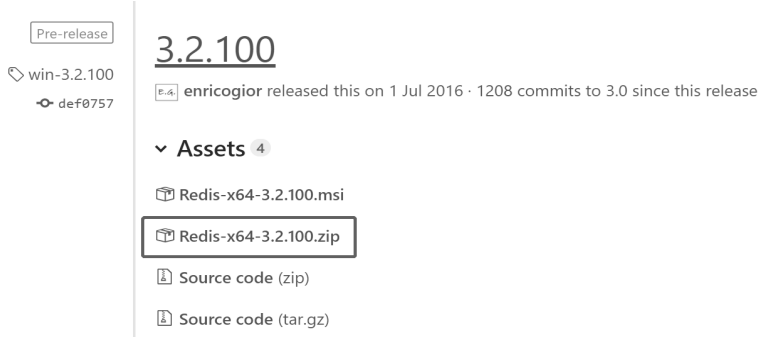 Pre-release
win-3.2.100
def0757
3.2.100
E.G. enricogior released this on 1 Jul 2016 · 1208 commits to 3.0 since this release
Assets 4
Redis-x64-3.2.100.msi
Redis-x64-3.2.100.zip
Source code (zip)
Source code (tar.gz)